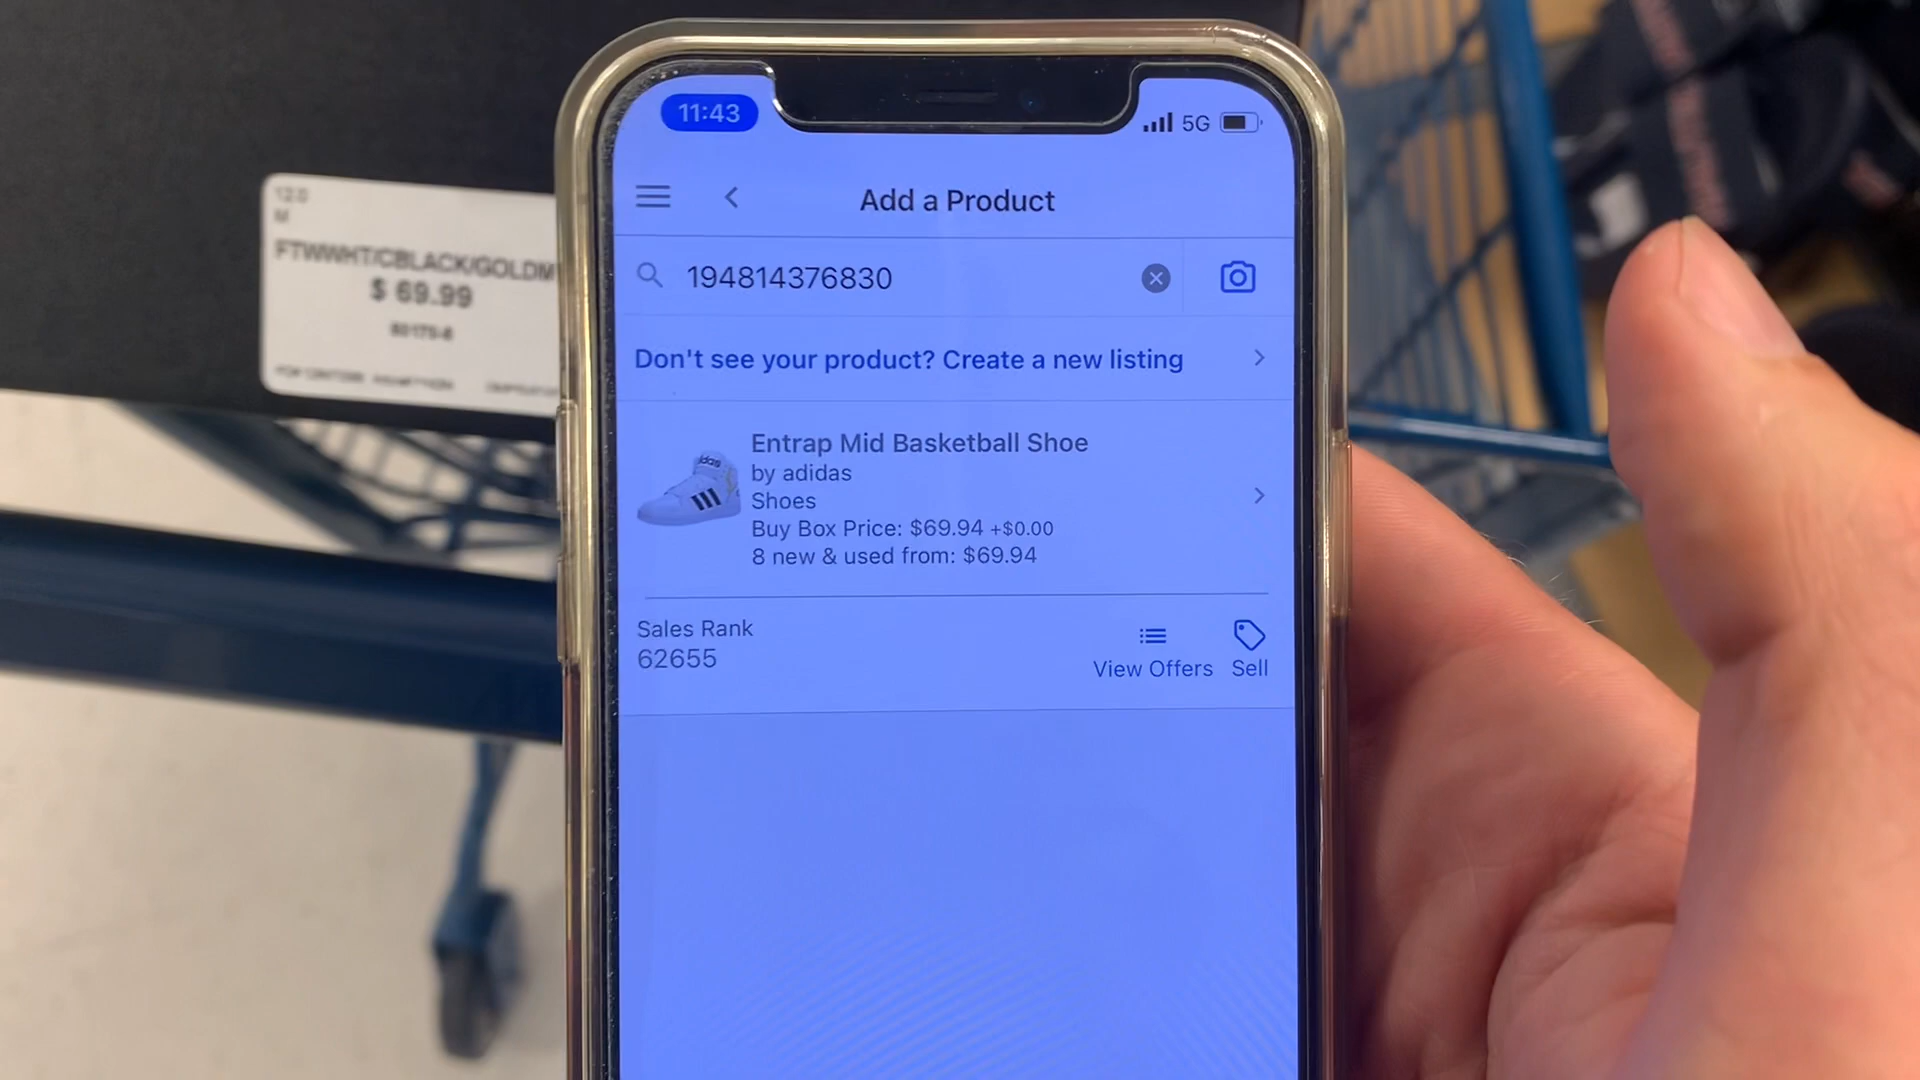 12.0
M
FTWWHT/CBLACK/GOLDM
$ 69.99
11:43
5G
Add a Product
194814376830
Don't see your product? Create a new listing
Entrap Mid Basketball Shoe
by adidas
Shoes
Buy Box Price: $69.94 +$0.00
8 new & used from: $69.94
Sales Rank
62655
View Offers
Sell